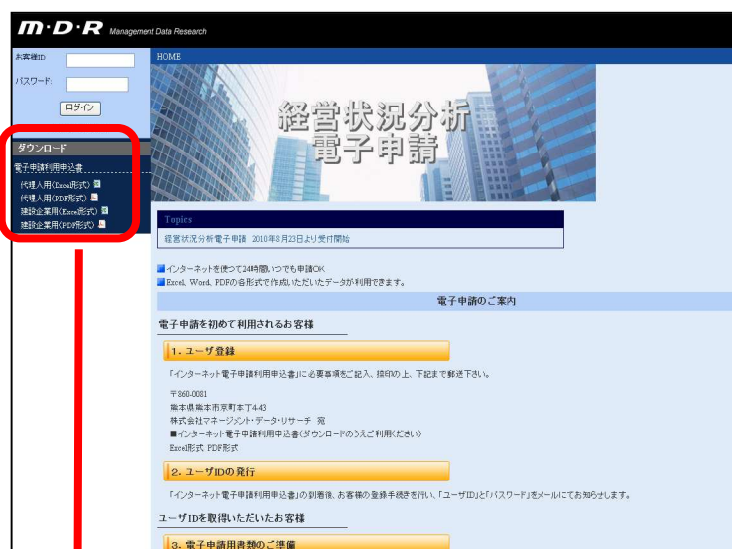 m・D・R Management Data Research
お客様ID
パスワード:
ログイン
ダウンロード
電子申請利用申込書
代理人用(Excel形式)
代理人用(PDF形式)
建設企業用(Excel形式)
建設企業用(PDF形式)
HOME
経営状況分析
電子申請
Topics
経営状況分析電子申請 2010年8月23日より受付開始
インターネットを使って24時間、いつでも申請OK
Excel, Word, PDFの各形式で作成いただいたデータが利用できます。
電子申請のご案内
電子申請を初めて利用されるお客様
1. ユーザ登録
「インターネット電子申請利用申込書」に必要事項をご記入、捺印の上、下記まで郵送下さい。
〒860-0081
熊本県熊本市京町本丁4-43
株式会社マネージメント・データ・リサーチ 宛
■インターネット電子申請利用申込書(ダウンロードのうえご利用ください)
Excel形式 PDF形式
2. ユーザIDの発行
「インターネット電子申請利用申込書」の到着後、お客様の登録手続きを行い、「ユーザID」と「パスワード」をメールにてお知らせします。
ユーザIDを取得いただいたお客様
3. 電子申請用書類のご準備